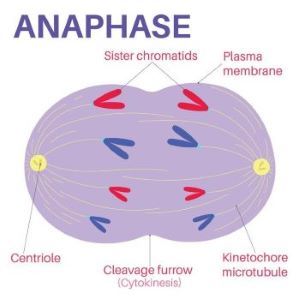 ANAPHASE
Sister chromatids
Plasma
membrane
Centriole
Cleavage furrow
(Cytokinesis)
Kinetochore
microtubule